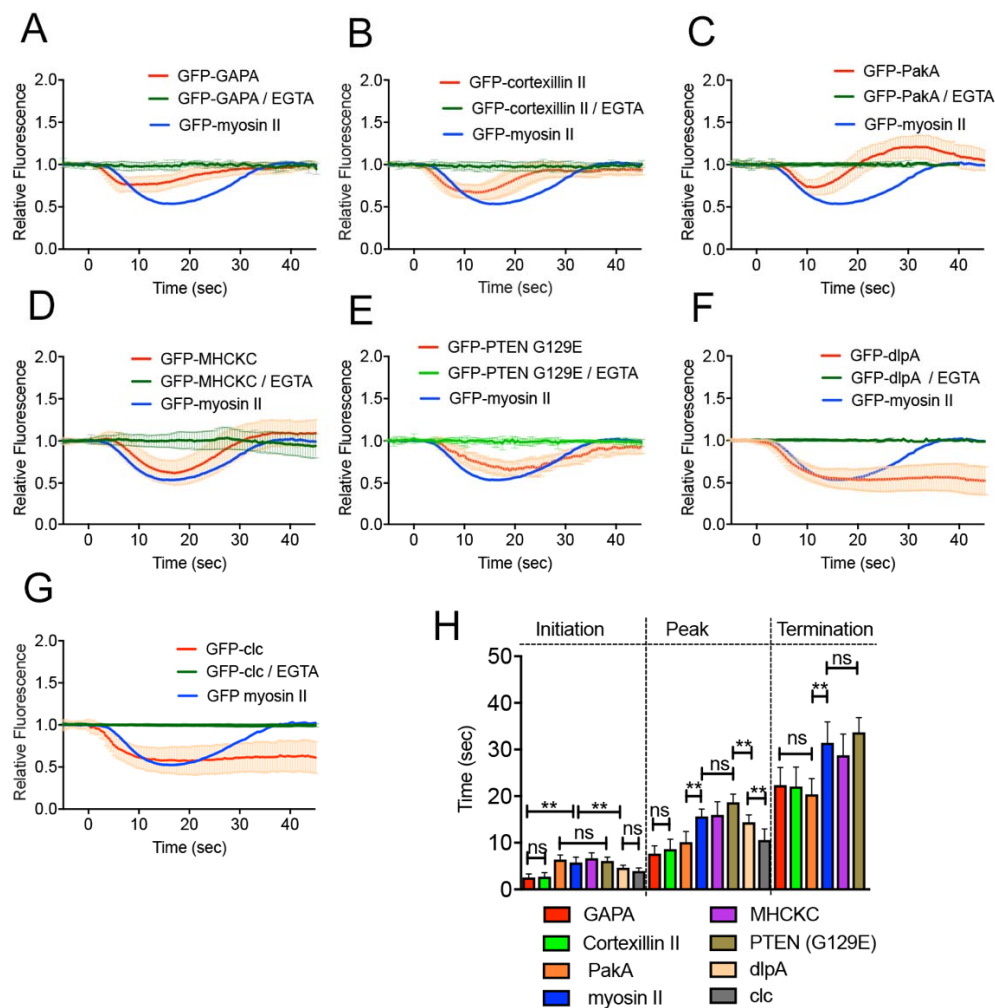 A
GFP-GAPA
GFP-GAPA / EGTA
GFP-myosin II
Relative Fluorescence
2.0
1.5
1.0
0.5
0.0
0 10 20 30 40
Time (sec)
B
GFP-cortexillin II
GFP-cortexillin II / EGTA
GFP-myosin II
Relative Fluorescence
2.0
1.5
1.0
0.5
0.0
0 10 20 30 40
Time (sec)
C
GFP-PakA
GFP-PakA / EGTA
GFP-myosin II
Relative Fluorescence
2.0
1.5
1.0
0.5
0.0
0 10 20 30 40
Time (sec)
D
GFP-MHCKC
GFP-MHCKC / EGTA
GFP-myosin II
Relative Fluorescence
2.0
1.5
1.0
0.5
0.0
0 10 20 30 40
Time (sec)
E
GFP-PTEN G129E
GFP-PTEN G129E / EGTA
GFP-myosin II
Relative Fluorescence
2.0
1.5
1.0
0.5
0.0
0 10 20 30 40
Time (sec)
F
GFP-dlpA
GFP-dlpA / EGTA
GFP-myosin II
Relative Fluorescence
2.0
1.5
1.0
0.5
0.0
0 10 20 30 40
Time (sec)
G
GFP-clc
GFP-clc / EGTA
GFP myosin II
Relative Fluorescence
2.0
1.5
1.0
0.5
0.0
0 10 20 30 40
Time (sec)
H
Initiation Peak Termination
Time (sec)
50
40
30
20
10
0
** ** ns ns ns
ns ** ns ** **
ns ** ns
GAPA MHCKC
Cortexillin II PTEN (G129E)
PakA dlpA
myosin II clc